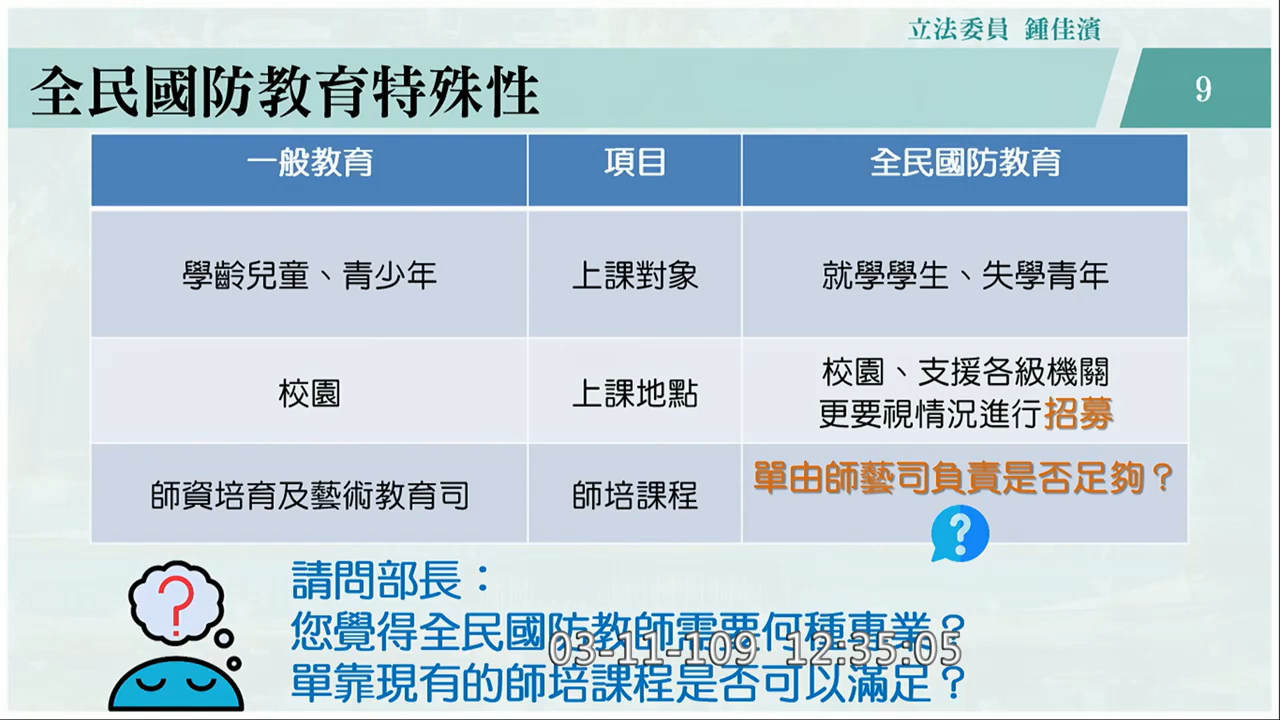 立法委員 鍾佳濱
全民國防教育特殊性
9
一般教育 項目 全民國防教育
學齡兒童、青少年 上課對象 就學學生、失學青年
校園 上課地點 校園、支援各級機關
更要視情況進行招募
師資培育及藝術教育司 師培課程 單由師藝司負責是否足夠？
?
?
請問部長：
您覺得全民國防教師需要何種專業？
03-11-109 12:35:05
單靠現有的師培課程是否可以滿足？